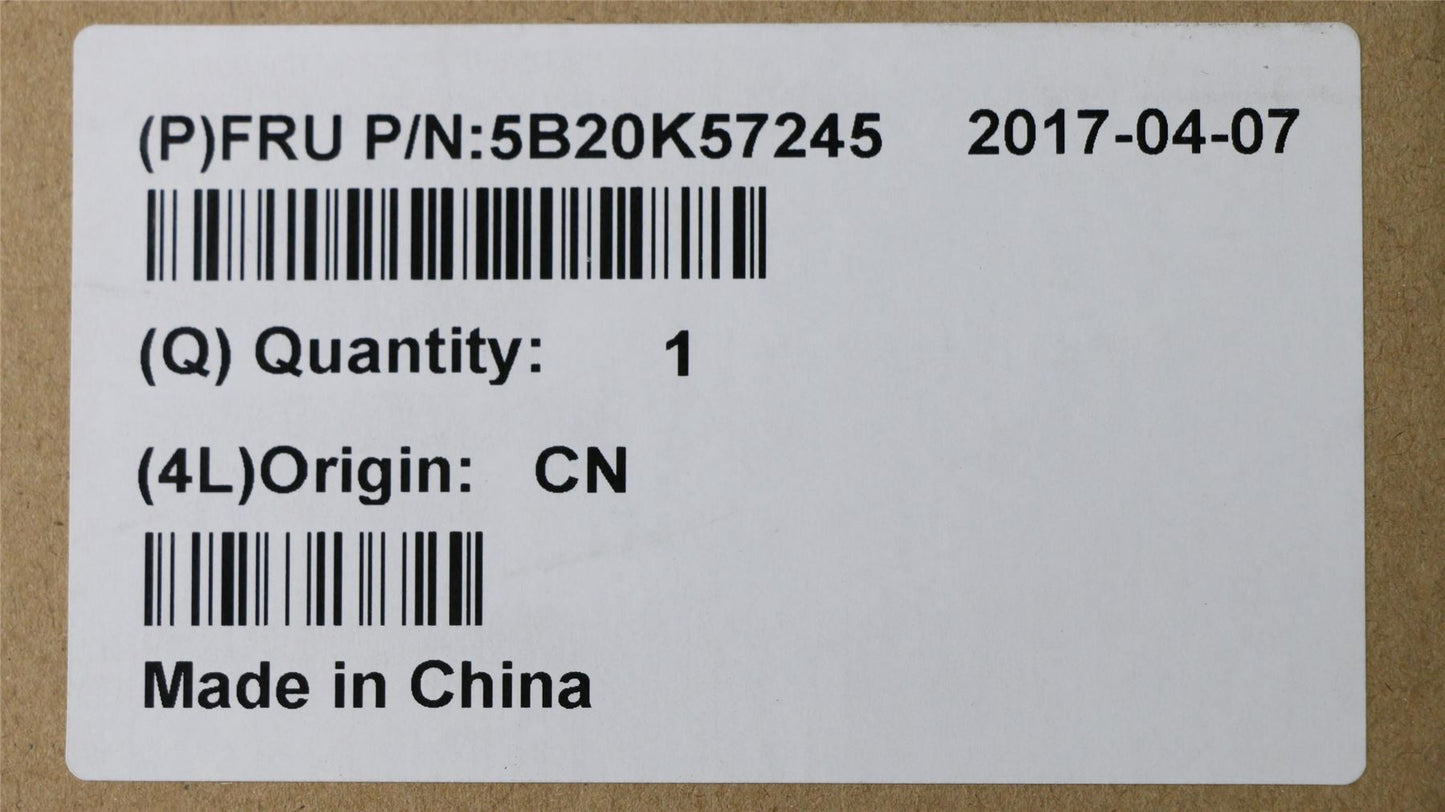 (P)FRU P/N:5B20K57245 2017-04-07
(Q) Quantity: 1
(4L)Origin: CN
Made in China